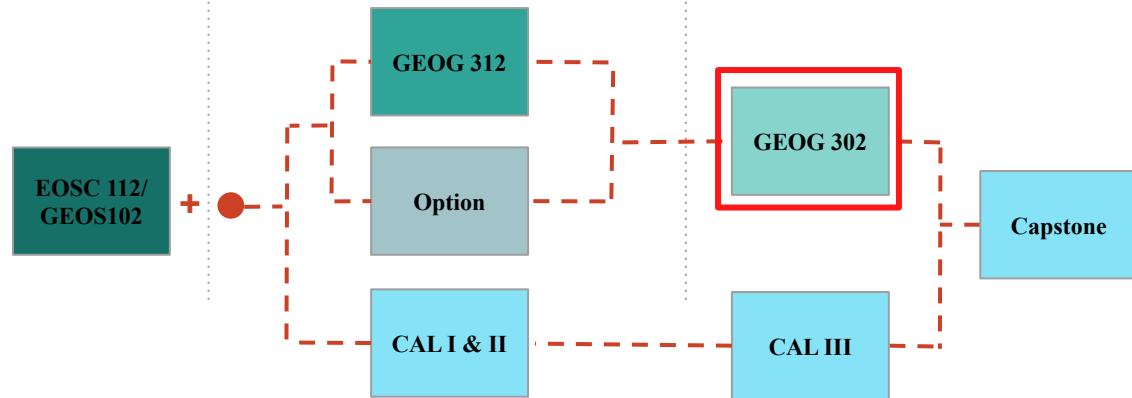 GEOG 312
GEOG 302
EOSC 112/
GEOS102
+
Option
Capstone
CAL I & II
CAL III